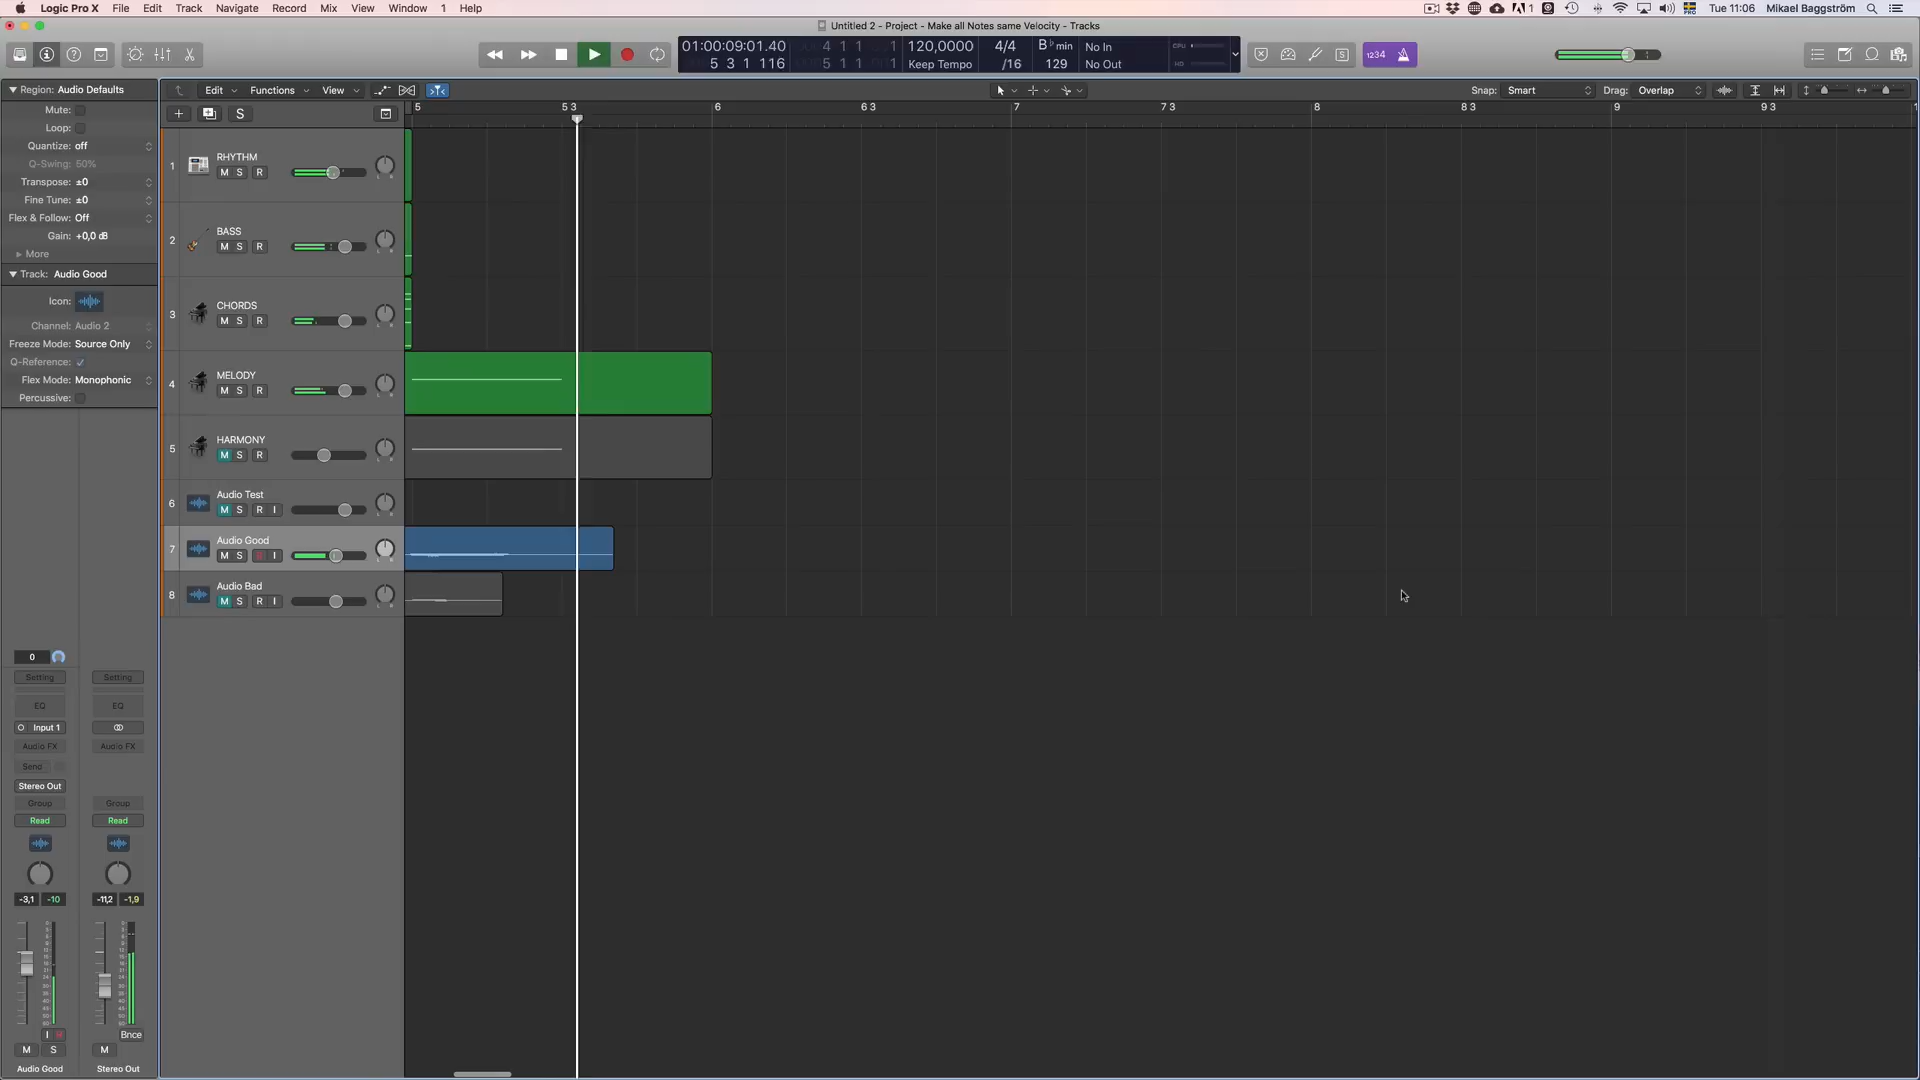 Logic Pro X File Edit Track Navigate Record Mix View Window 1 Help
1 Tue 11:06 Mikael Baggström
Untitled 2 - Project - Make all Notes same Velocity - Tracks
01:00:09:01.40 4 1 1 1 120,0000 4/4 B♭min No In CPU
5 3 1 116 5 1 1 1 Keep Tempo /16 129 No Out HD
S 1234
Region: Audio Defaults
Mute:
Loop:
Quantize: off
Q-Swing: 50%
Transpose: ±0
Fine Tune: ±0
Flex & Follow: Off
Gain: +0,0 dB
More
Track: Audio Good
Icon:
Channel: Audio 2
Freeze Mode: Source Only
Q-Reference:
Flex Mode: Monophonic
Percussive:
Edit Functions View Snap: Smart Drag: Overlap
S
5 5 3 6 6 3 7 7 3 8 8 3 9 9 3 1
1 RHYTHM
M S R
2 BASS
M S R
3 CHORDS
M S R
4 MELODY
M S R
5 HARMONY
M S R
6 Audio Test
M S R I
7 Audio Good
M S R I
8 Audio Bad
M S R I
0
Setting Setting
EQ EQ
Input 1
Audio FX Audio FX
Send
Stereo Out
Group Group
Read Read
-3,1 -10 -11,2 -1,9
I R Bnce
M S M
Audio Good Stereo Out